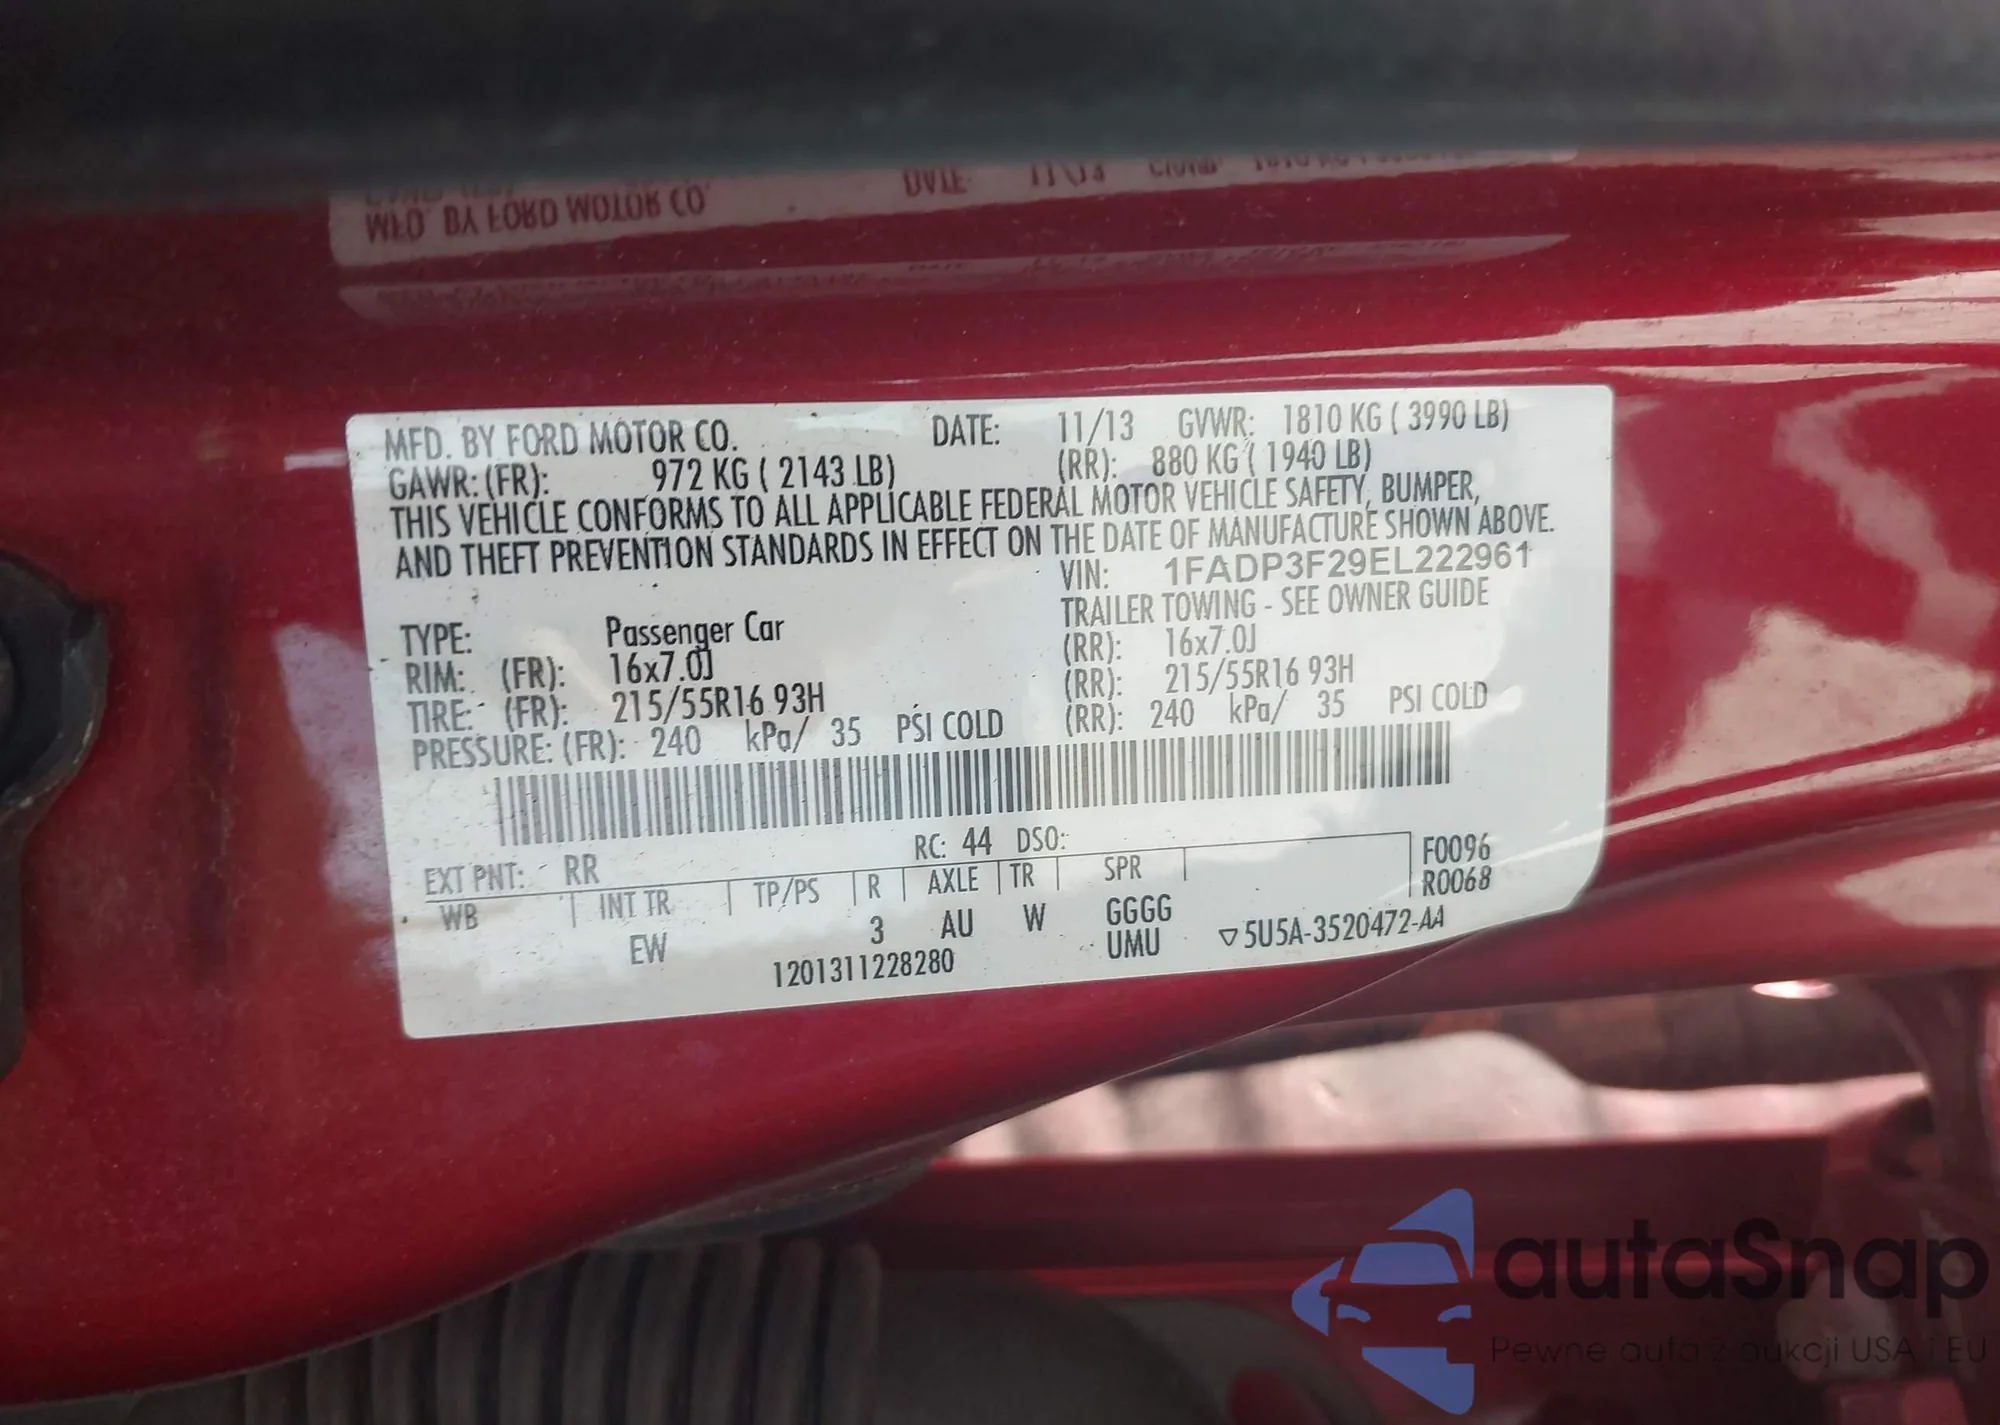 MFD. BY FORD MOTOR CO. DATE: 11/13 GVWR: 1810 KG ( 3990 LB)
GAWR: (FR): 972 KG ( 2143 LB) (RR): 880 KG ( 1940 LB)
THIS VEHICLE CONFORMS TO ALL APPLICABLE FEDERAL MOTOR VEHICLE SAFETY, BUMPER,
AND THEFT PREVENTION STANDARDS IN EFFECT ON THE DATE OF MANUFACTURE SHOWN ABOVE.
VIN: 1FADP3F29EL222961
TRAILER TOWING - SEE OWNER GUIDE
TYPE: Passenger Car
RIM: (FR): 16x7.0J (RR): 16x7.0J
TIRE: (FR): 215/55R16 93H (RR): 215/55R16 93H
PRESSURE: (FR): 240 kPa/ 35 PSI COLD (RR): 240 kPa/ 35 PSI COLD
RC: 44 DSO:
EXT PNT: RR F0096
WB INT TR TP/PS R AXLE TR SPR R0068
EW 3 AU W GGGG
UMU ▽5U5A-3520472-AA
1201311228280
autaSnap
Pewne auta z aukcji USA i EU